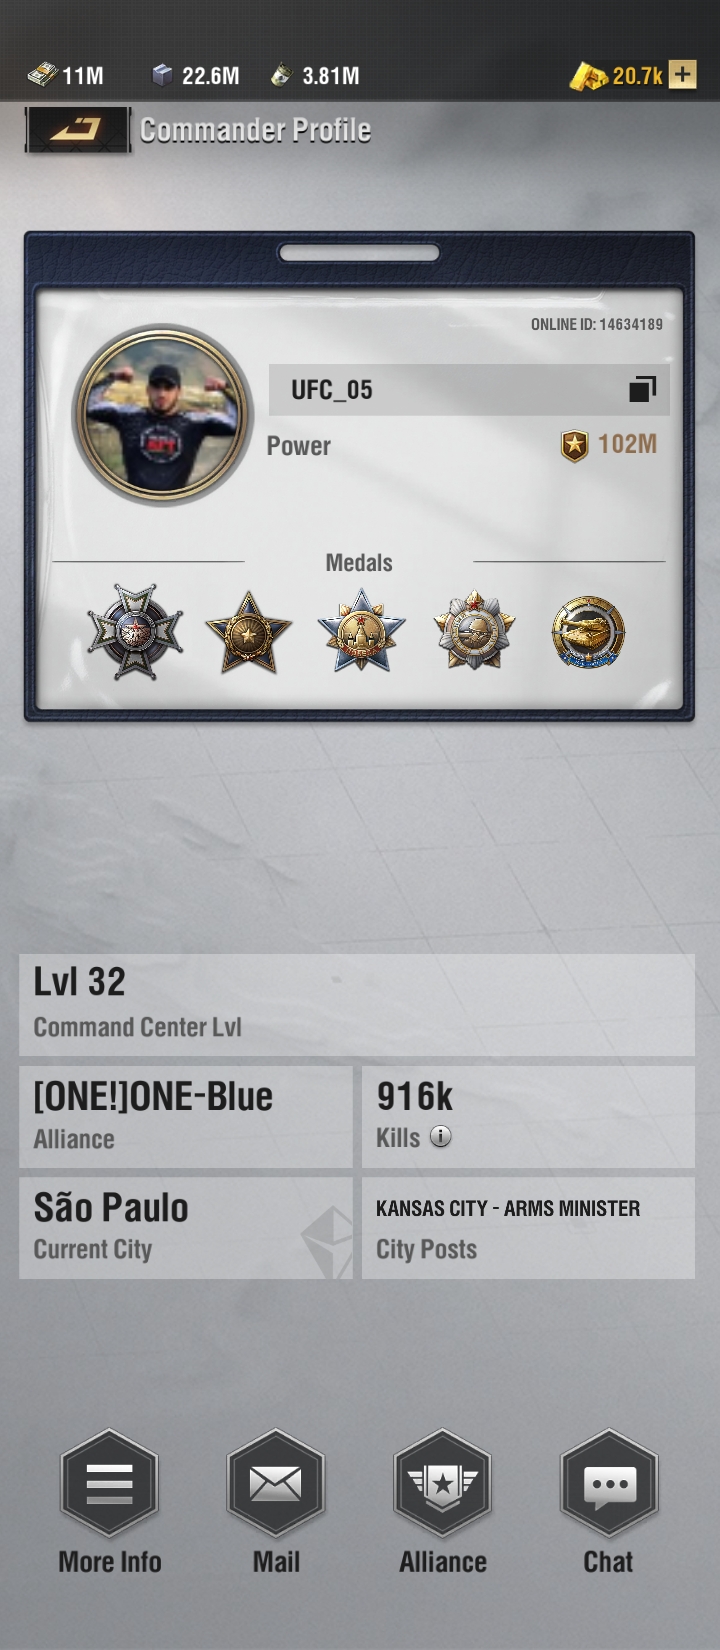 11M 22.6M 3.81M 20.7k
Commander Profile
ONLINE ID: 14634189
UFC_05
Power 102M
Medals
Lvl 32
Command Center Lvl
[ONE!]ONE-Blue
Alliance
916k
Kills
São Paulo
Current City
KANSAS CITY - ARMS MINISTER
City Posts
More Info Mail Alliance Chat